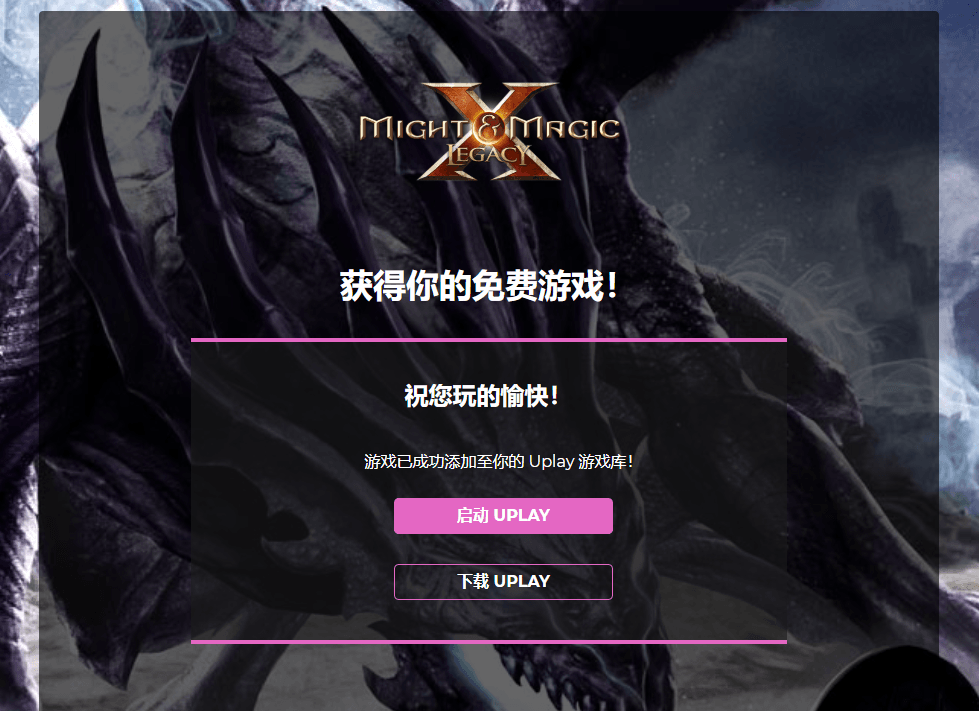 MIGHT & MAGIC
X
LEGACY
获得你的免费游戏！
祝您玩的愉快！
游戏已成功添加至你的 Uplay 游戏库！
启动 UPLAY
下载 UPLAY